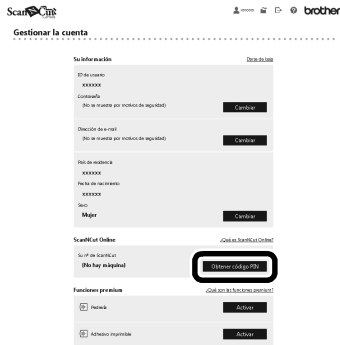 ScanNCut
xxxxxx
brother
Gestionar la cuenta
Su información
Darse de baja
ID de usuario
xxxxxx
Contraseña
(No se muestra por motivos de seguridad)
Cambiar
Dirección de e-mail
(No se muestra por motivos de seguridad)
Cambiar
País de residencia
xxxxxx
Fecha de nacimiento
xxxxxx
Sexo
Mujer
Cambiar
ScanNCut Online
¿Qué es ScanNCut Online?
Su nº de ScanNCut
(No hay máquina)
Obtener código PIN
Funciones premium
¿Qué son las funciones premium?
Pedrería
Activar
Adhesivo imprimible
Activar